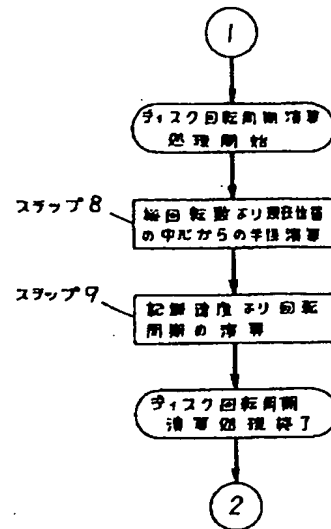 1
ディスク回転周期演算
処理開始
ステップ8
総回転数より現在位置
の中心からの半径演算
ステップ9
記録速度より回転
周期の演算
ディスク回転周期
演算処理終了
2